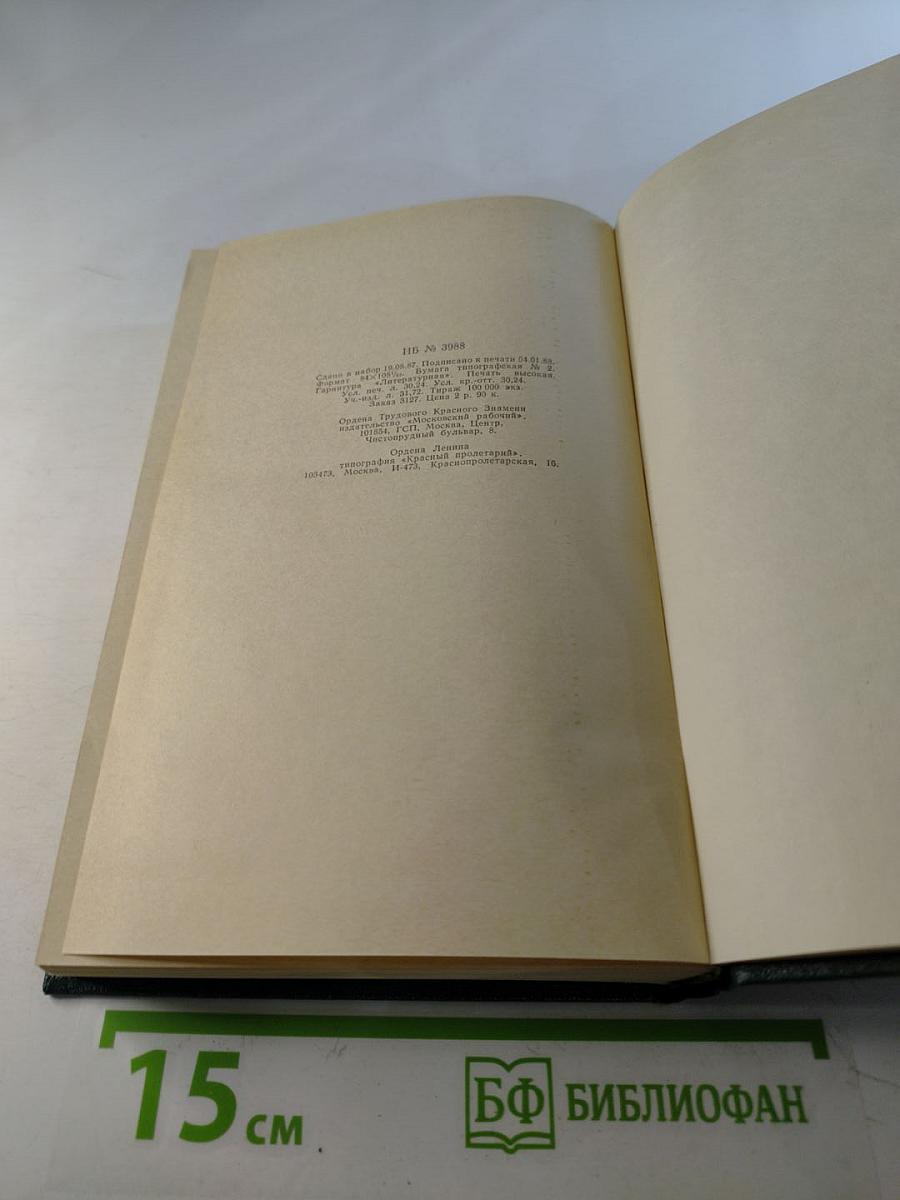 ИБ № 3988
Сдано в набор 19.08.87. Подписано к печати 04.01.88.
Формат 84×108¹/₃₂. Бумага типографская № 2.
Гарнитура «Литературная». Печать высокая.
Усл. печ. л. 30,24. Усл. кр.-отт. 30,24.
Уч.-изд. л. 31,72. Тираж 100 000 экз.
Заказ 3127. Цена 2 р. 90 к.
Ордена Трудового Красного Знамени
издательство «Московский рабочий»,
101854, ГСП, Москва, Центр,
Чистопрудный бульвар, 8.
Ордена Ленина
типография «Красный пролетарий»,
103473, Москва, И-473, Краснопролетарская, 16.
15 см
БФ БИБЛИОФАН